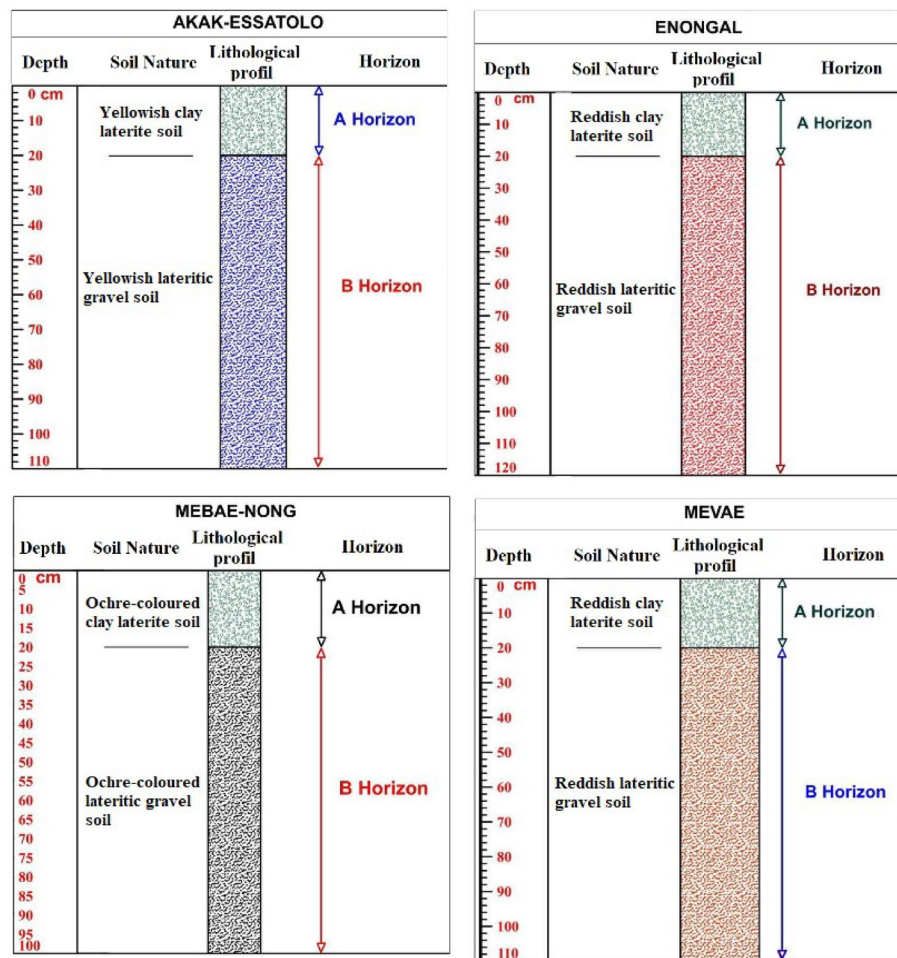 AKAK-ESSATOLO
Depth Soil Nature Lithological profil Horizon
0 cm
10
20
30
40
50
60
70
80
90
100
110
Yellowish clay
laterite soil
Yellowish lateritic
gravel soil
A Horizon
B Horizon
ENONGAL
Depth Soil Nature Lithological profil Horizon
0 cm
10
20
30
40
50
60
70
80
90
100
110
120
Reddish clay
laterite soil
Reddish lateritic
gravel soil
A Horizon
B Horizon
MEBAE-NONG
Depth Soil Nature Lithological profil Horizon
0 cm
5
10
15
20
25
30
35
40
45
50
55
60
65
70
75
80
85
90
95
100
Ochre-coloured
clay laterite soil
Ochre-coloured
lateritic gravel
soil
A Horizon
B Horizon
MEVAE
Depth Soil Nature Lithological profil Horizon
0 cm
10
20
30
40
50
60
70
80
90
100
110
Reddish clay
laterite soil
Reddish lateritic
gravel soil
A Horizon
B Horizon